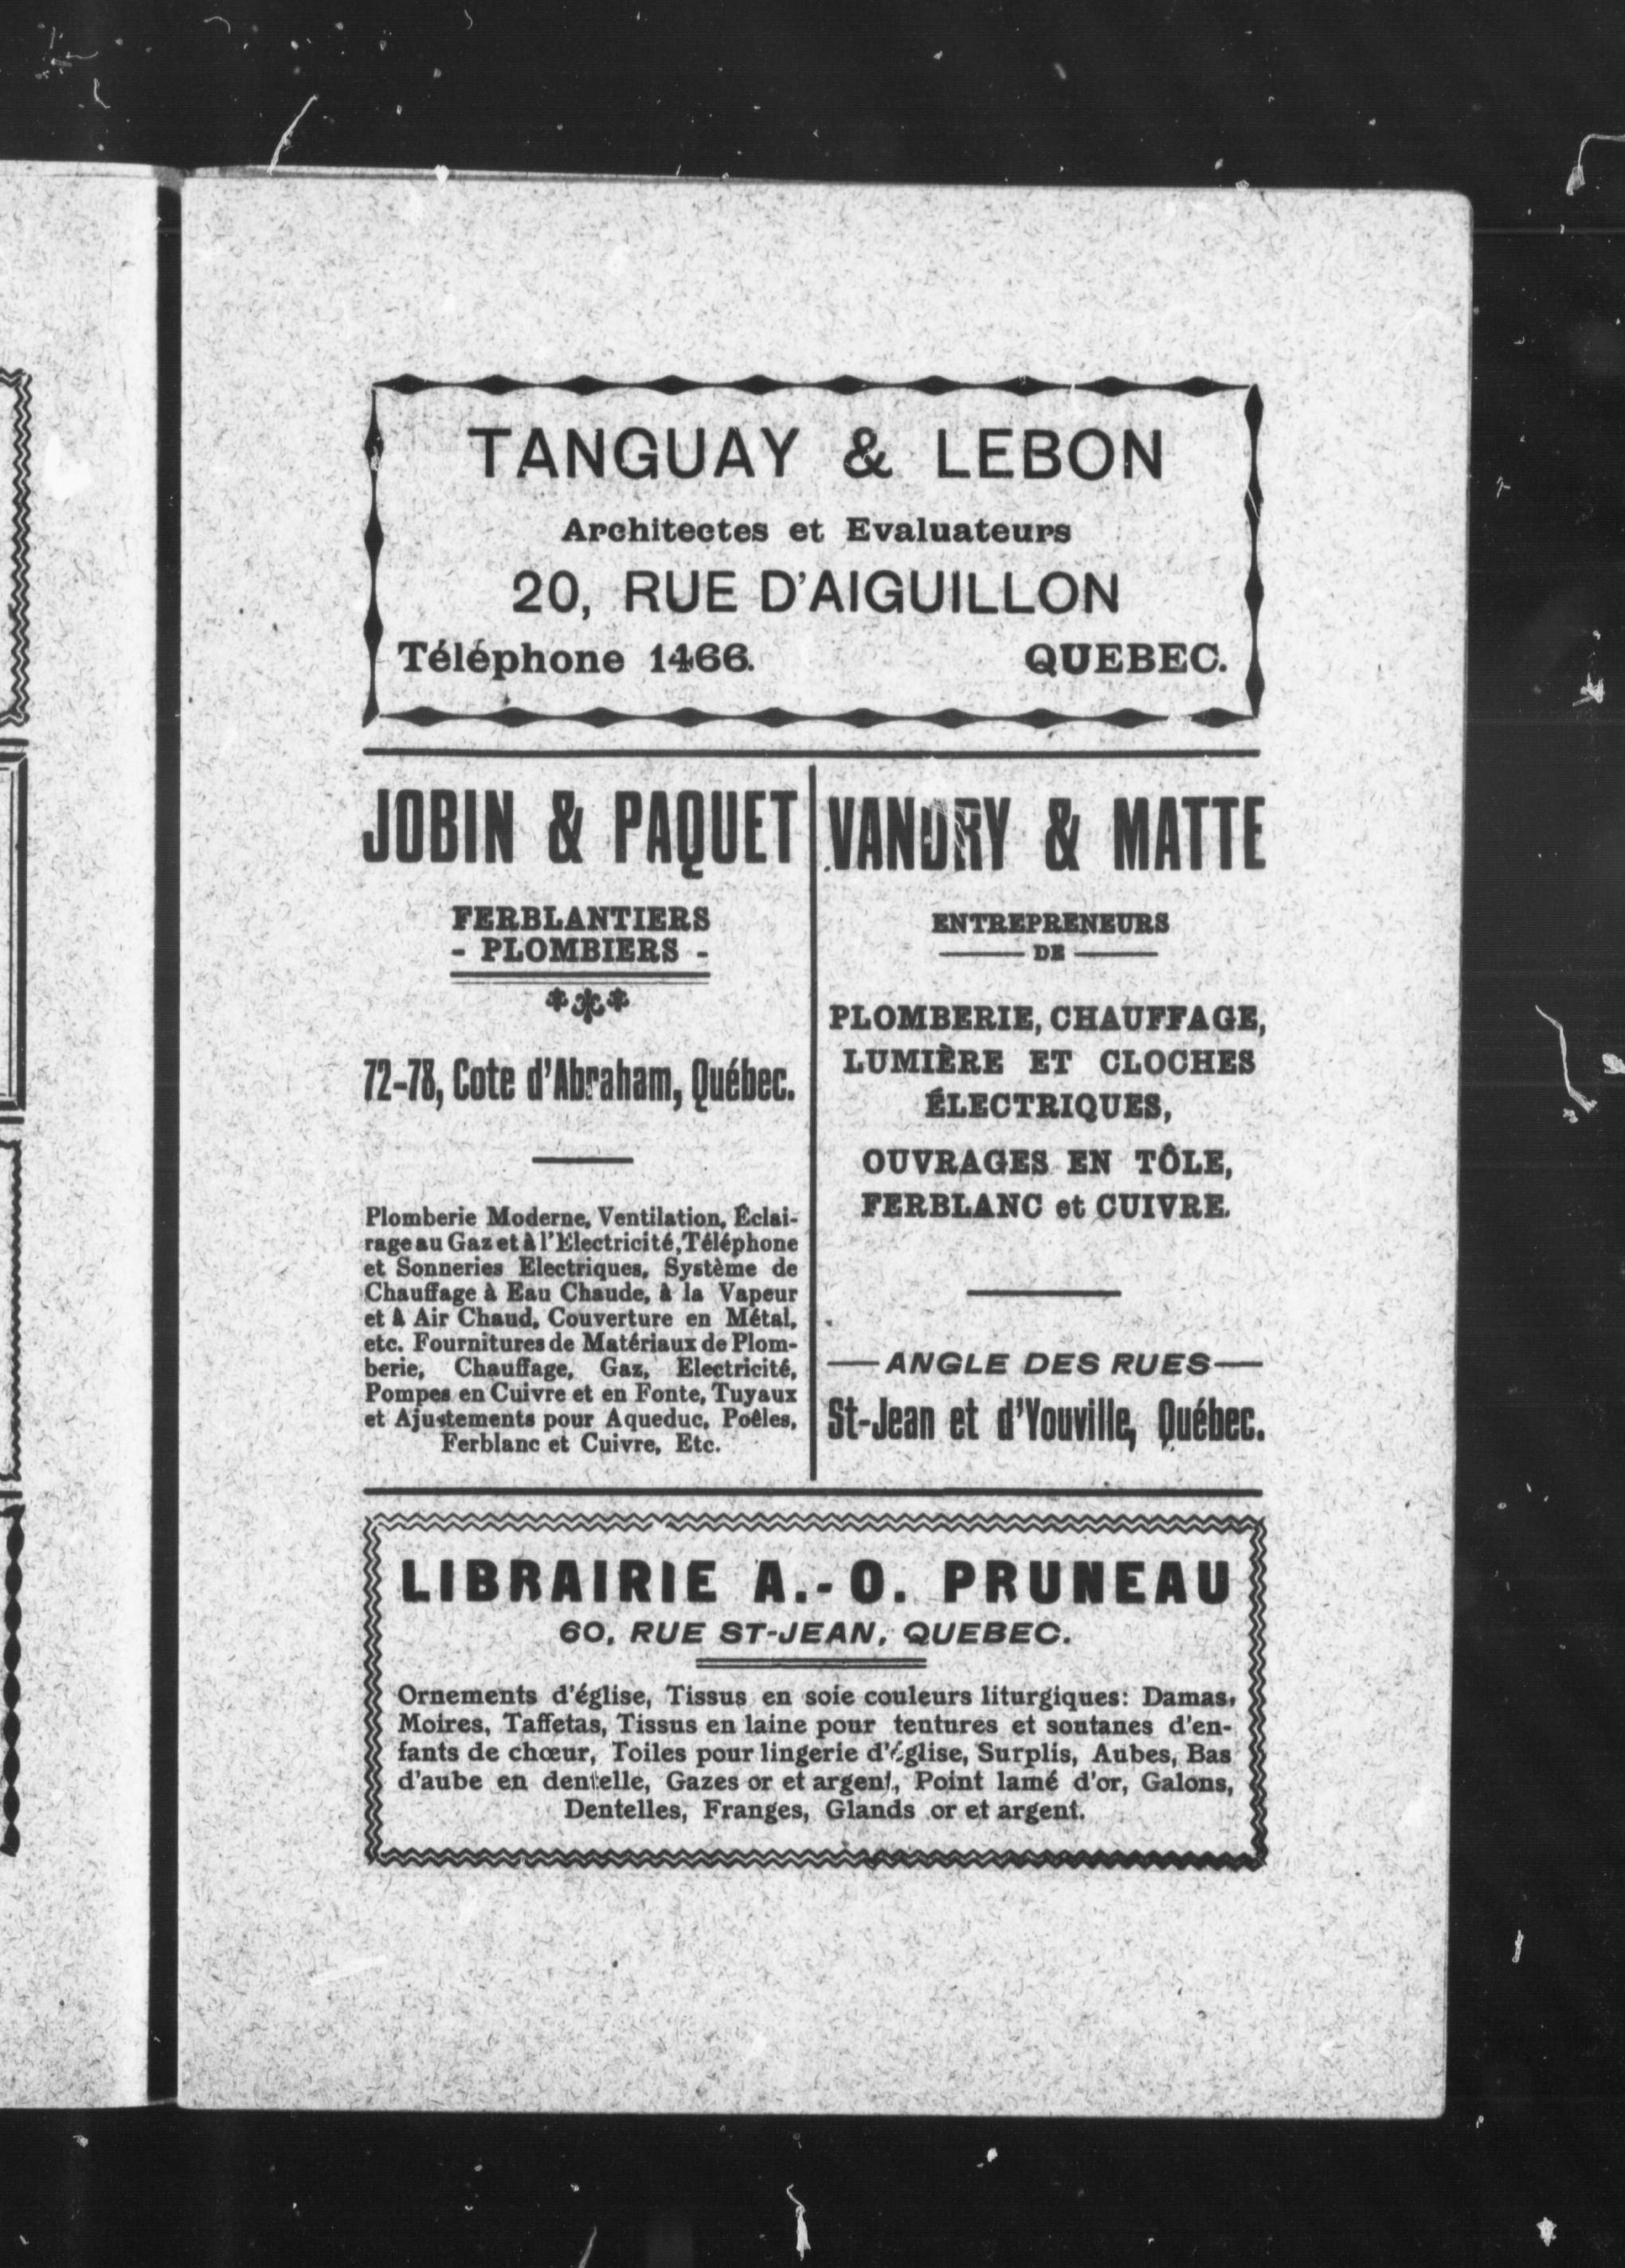 TANGUAY & LEBON
Architectes et Evaluateurs
20, RUE D'AIGUILLON
Téléphone 1466. QUEBEC.
JOBIN & PAQUET
FERBLANTIERS
- PLOMBIERS -
72-78, Cote d'Abraham, Québec.
Plomberie Moderne, Ventilation, Éclai-
rage au Gaz et à l'Electricité, Téléphone
et Sonneries Electriques, Système de
Chauffage à Eau Chaude, à la Vapeur
et à Air Chaud, Couverture en Métal,
etc. Fournitures de Matériaux de Plom-
berie, Chauffage, Gaz, Electricité,
Pompes en Cuivre et en Fonte, Tuyaux
et Ajustements pour Aqueduc, Poêles,
Ferblanc et Cuivre, Etc.
VANDRY & MATTE
ENTREPRENEURS
DE
PLOMBERIE, CHAUFFAGE,
LUMIÈRE ET CLOCHES
ÉLECTRIQUES,
OUVRAGES EN TÔLE,
FERBLANC et CUIVRE.
ANGLE DES RUES
St-Jean et d'Youville, Québec.
LIBRAIRIE A.-O. PRUNEAU
60, RUE ST-JEAN, QUEBEC.
Ornements d'église, Tissus en soie couleurs liturgiques: Damas,
Moires, Taffetas, Tissus en laine pour tentures et soutanes d'en-
fants de chœur, Toiles pour lingerie d'église, Surplis, Aubes, Bas
d'aube en dentelle, Gazes or et argent, Point lamé d'or, Galons,
Dentelles, Franges, Glands or et argent.